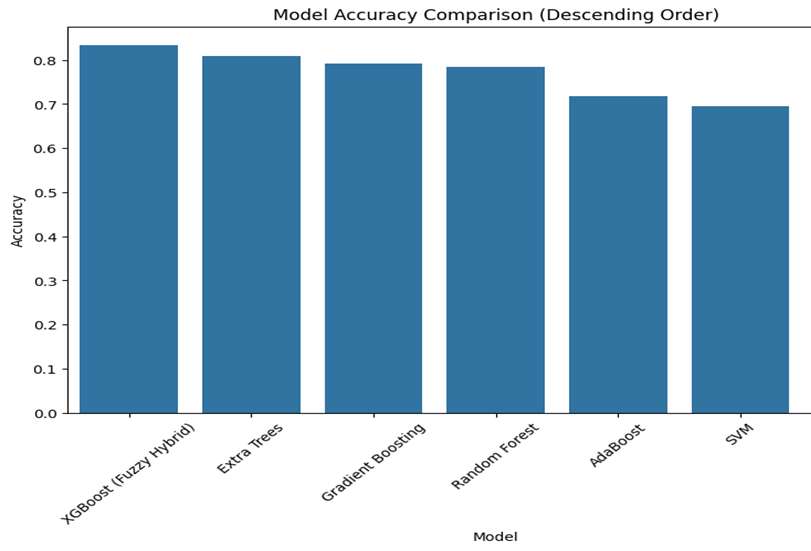 Model Accuracy Comparison (Descending Order)
Accuracy
0.8
0.7
0.6
0.5
0.4
0.3
0.2
0.1
0.0
XGBoost (Fuzzy Hybrid)
Extra Trees
Gradient Boosting
Random Forest
AdaBoost
SVM
Model